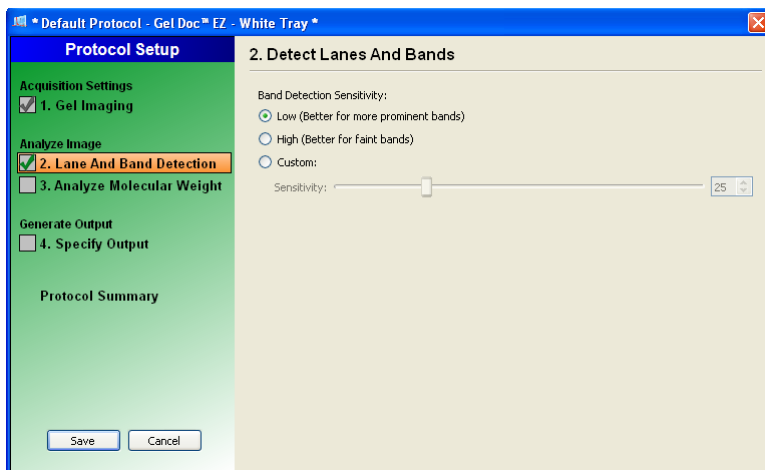 * Default Protocol - Gel Doc™ EZ - White Tray *
Protocol Setup
Acquisition Settings
1. Gel Imaging
Analyze Image
2. Lane And Band Detection
3. Analyze Molecular Weight
Generate Output
4. Specify Output
Protocol Summary
Save
Cancel
2. Detect Lanes And Bands
Band Detection Sensitivity:
Low (Better for more prominent bands)
High (Better for faint bands)
Custom:
Sensitivity: 25